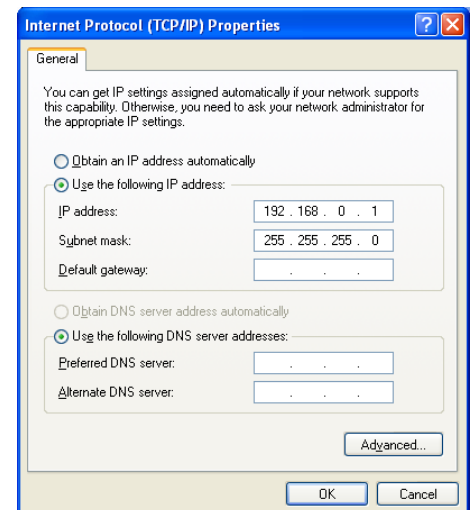 Internet Protocol (TCP/IP) Properties
General
You can get IP settings assigned automatically if your network supports
this capability. Otherwise, you need to ask your network administrator for
the appropriate IP settings.
Obtain an IP address automatically
Use the following IP address:
IP address: 192 . 168 . 0 . 1
Subnet mask: 255 . 255 . 255 . 0
Default gateway: . . .
Obtain DNS server address automatically
Use the following DNS server addresses:
Preferred DNS server: . . .
Alternate DNS server: . . .
Advanced...
OK Cancel